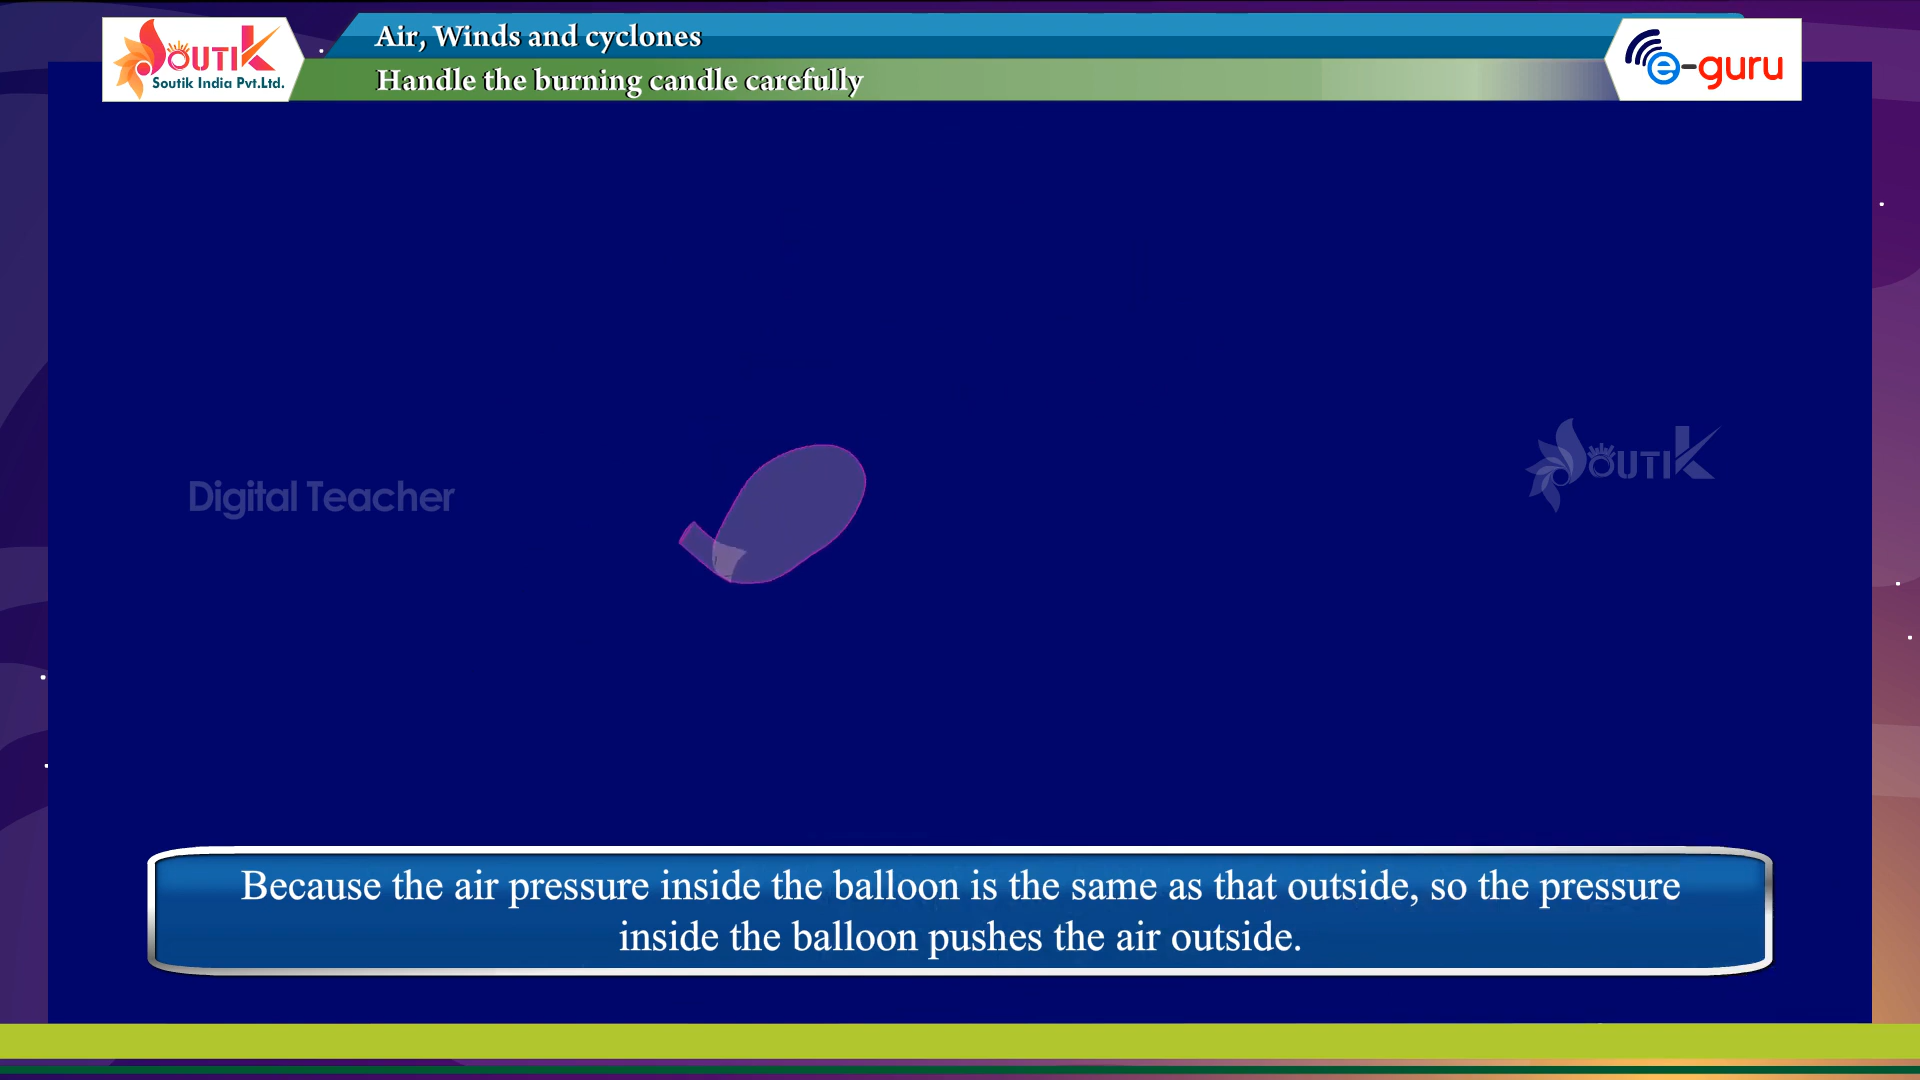 SOUTIK
Soutik India Pvt.Ltd.
Air, Winds and cyclones
Handle the burning candle carefully
e-guru
Digital Teacher
SOUTIK
Because the air pressure inside the balloon is the same as that outside, so the pressure
inside the balloon pushes the air outside.